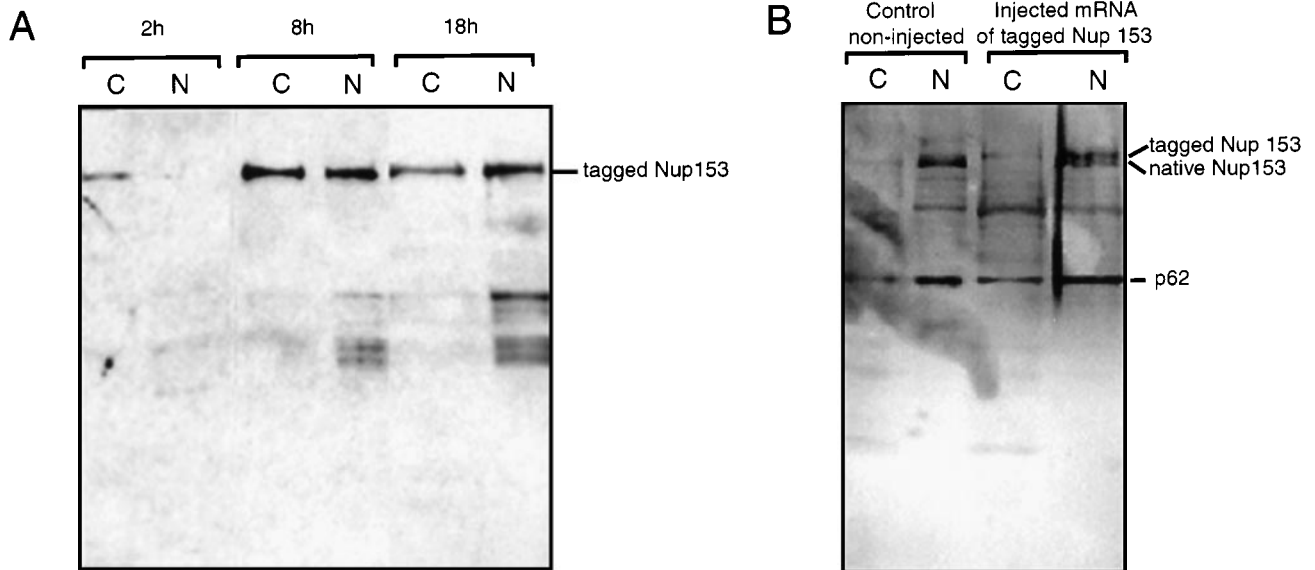 A
2h 8h 18h
C N C N C N
tagged Nup153
B
Control
non-injected
Injected mRNA
of tagged Nup 153
C N C N
tagged Nup 153
native Nup153
p62